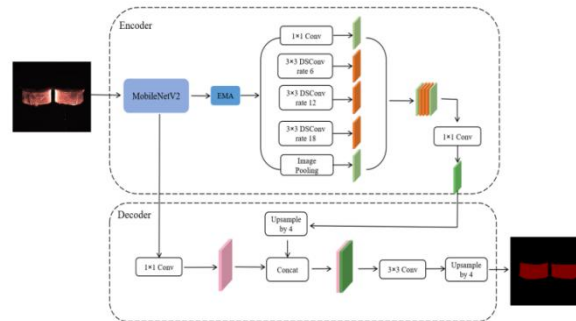 Encoder
1*1 Conv
3*3 DSConv
rate 6
MobileNetV2
EMA
3*3 DSConv
rate 12
3*3 DSConv
rate 18
Image
Pooling
1*1 Conv
Decoder
Upsample
by 4
1*1 Conv
Concat
3*3 Conv
Upsample
by 4